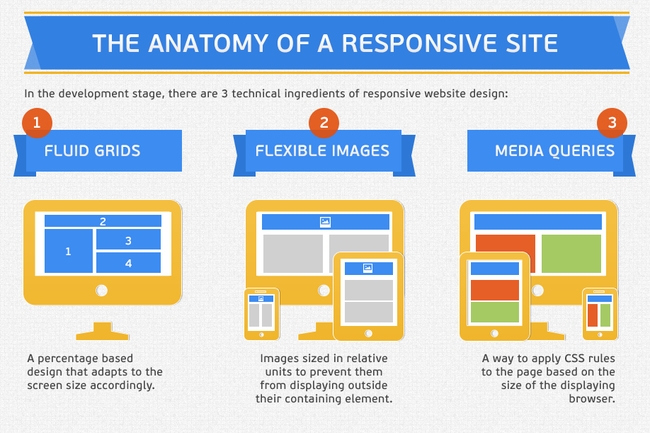 THE ANATOMY OF A RESPONSIVE SITE
In the development stage, there are 3 technical ingredients of responsive website design:
1
FLUID GRIDS
2
1
3
4
A percentage based
design that adapts to the
screen size accordingly.
2
FLEXIBLE IMAGES
Images sized in relative
units to prevent them
from displaying outside
their containing element.
3
MEDIA QUERIES
A way to apply CSS rules
to the page based on the
size of the displaying
browser.